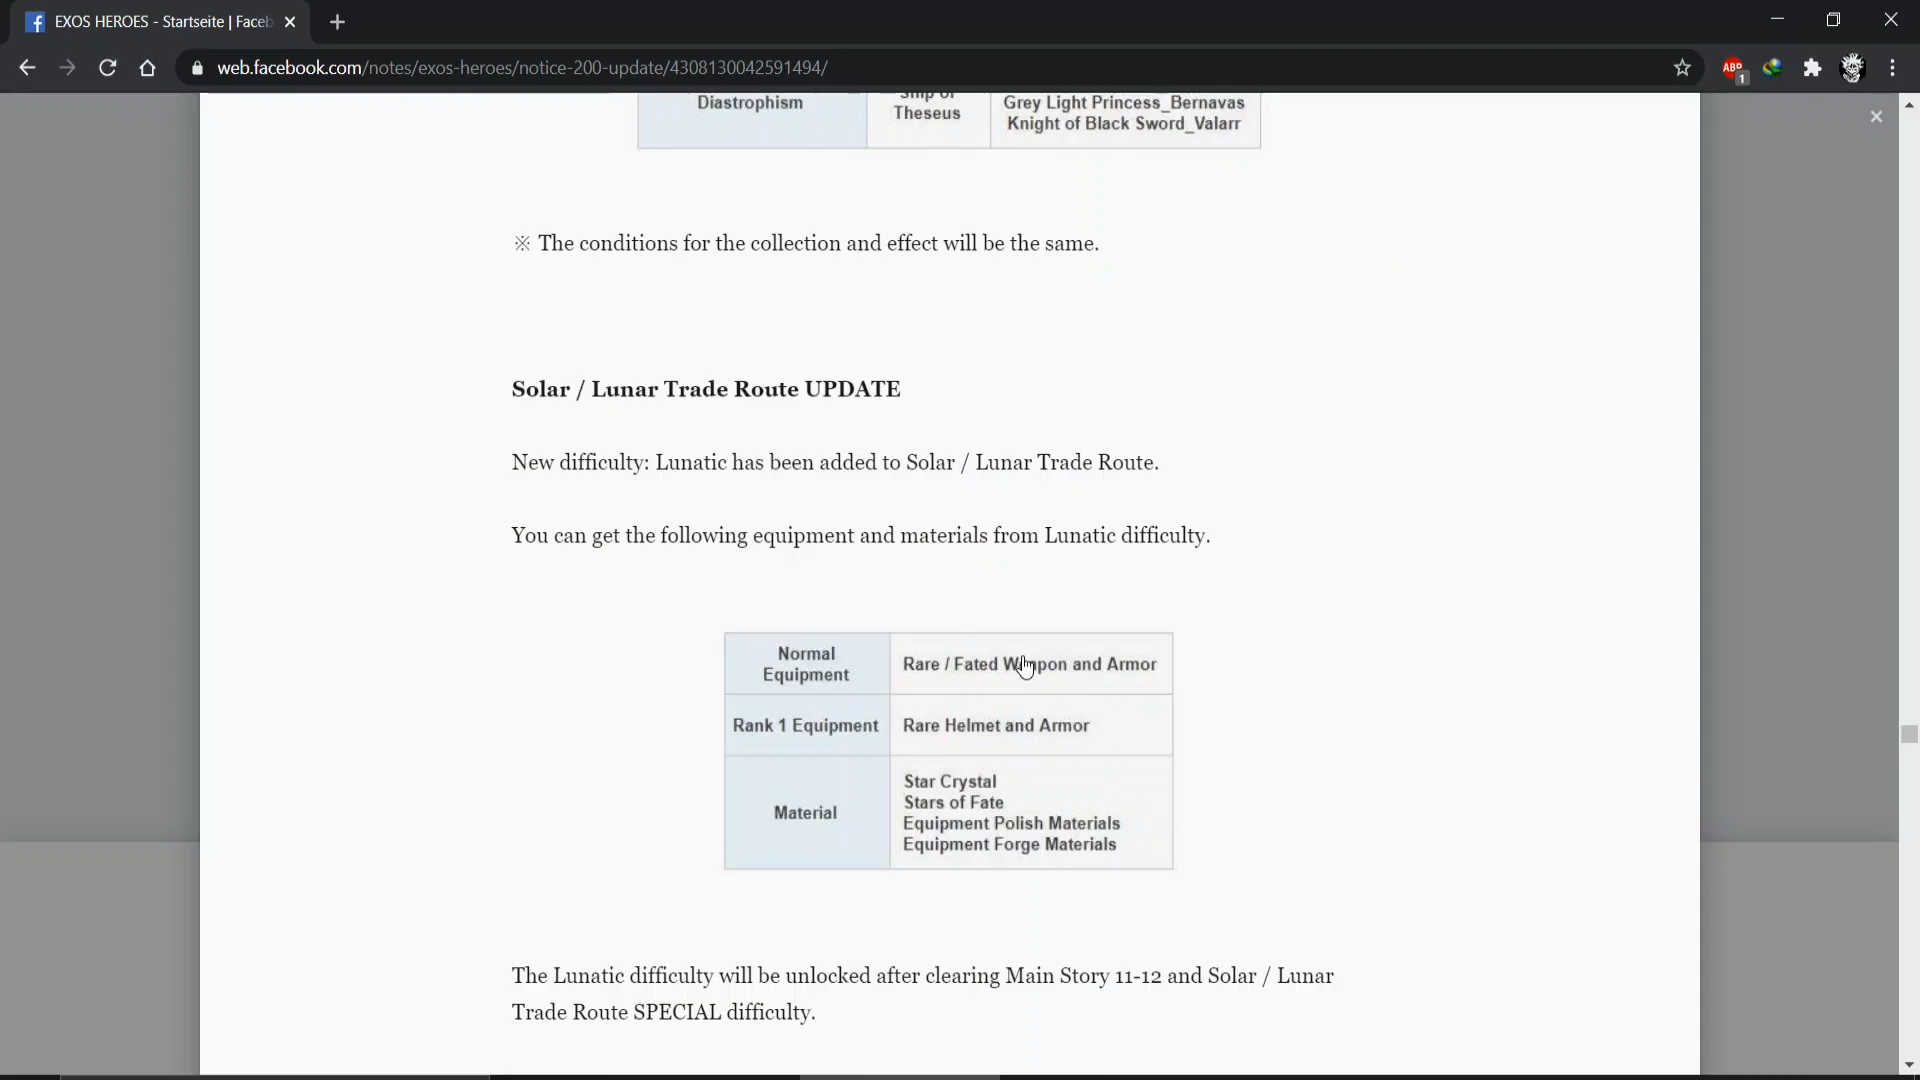 EXOS HEROES - Startseite | Faceb
web.facebook.com/notes/exos-heroes/notice-200-update/4308130042591494/
ABP
1
Diastrophism
Ship of
Theseus
Grey Light Princess_Bernavas
Knight of Black Sword_Valarr
※ The conditions for the collection and effect will be the same.
Solar / Lunar Trade Route UPDATE
New difficulty: Lunatic has been added to Solar / Lunar Trade Route.
You can get the following equipment and materials from Lunatic difficulty.
Normal
Equipment
Rare / Fated Weapon and Armor
Rank 1 Equipment
Rare Helmet and Armor
Material
Star Crystal
Stars of Fate
Equipment Polish Materials
Equipment Forge Materials
The Lunatic difficulty will be unlocked after clearing Main Story 11-12 and Solar / Lunar
Trade Route SPECIAL difficulty.